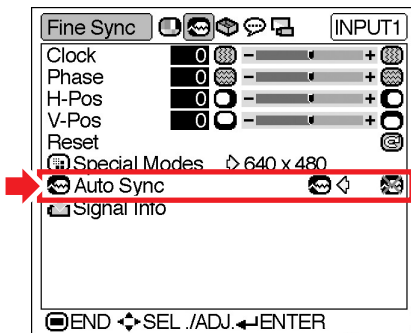 Fine Sync INPUT1
Clock 0 - +
Phase 0 - +
H-Pos 0 - +
V-Pos 0 - +
Reset
Special Modes 640 x 480
Auto Sync
Signal Info
END SEL ./ADJ. ENTER